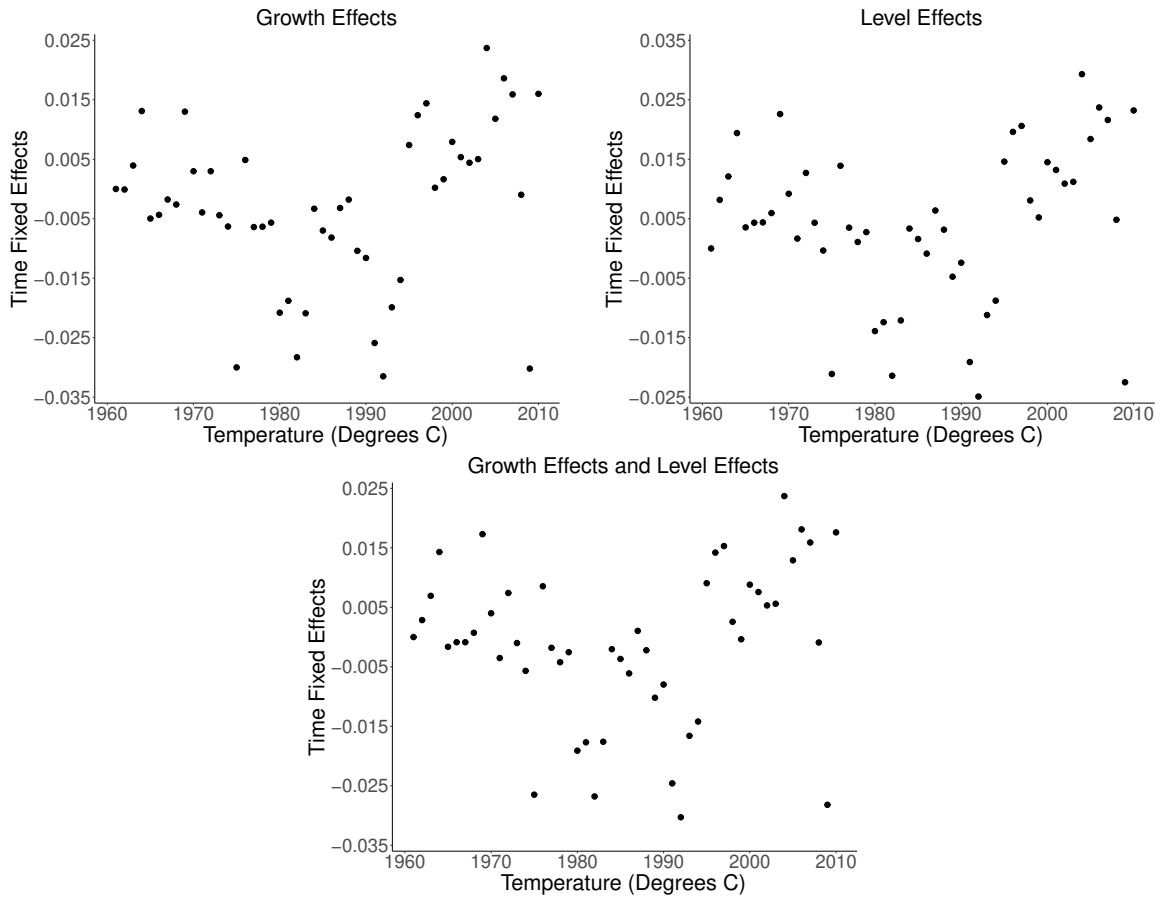 Growth Effects
Time Fixed Effects
0.025
0.015
0.005
−0.005
−0.015
−0.025
−0.035
1960 1970 1980 1990 2000 2010
Temperature (Degrees C)
Level Effects
Time Fixed Effects
0.035
0.025
0.015
0.005
−0.005
−0.015
−0.025
1960 1970 1980 1990 2000 2010
Temperature (Degrees C)
Growth Effects and Level Effects
Time Fixed Effects
0.025
0.015
0.005
−0.005
−0.015
−0.025
−0.035
1960 1970 1980 1990 2000 2010
Temperature (Degrees C)